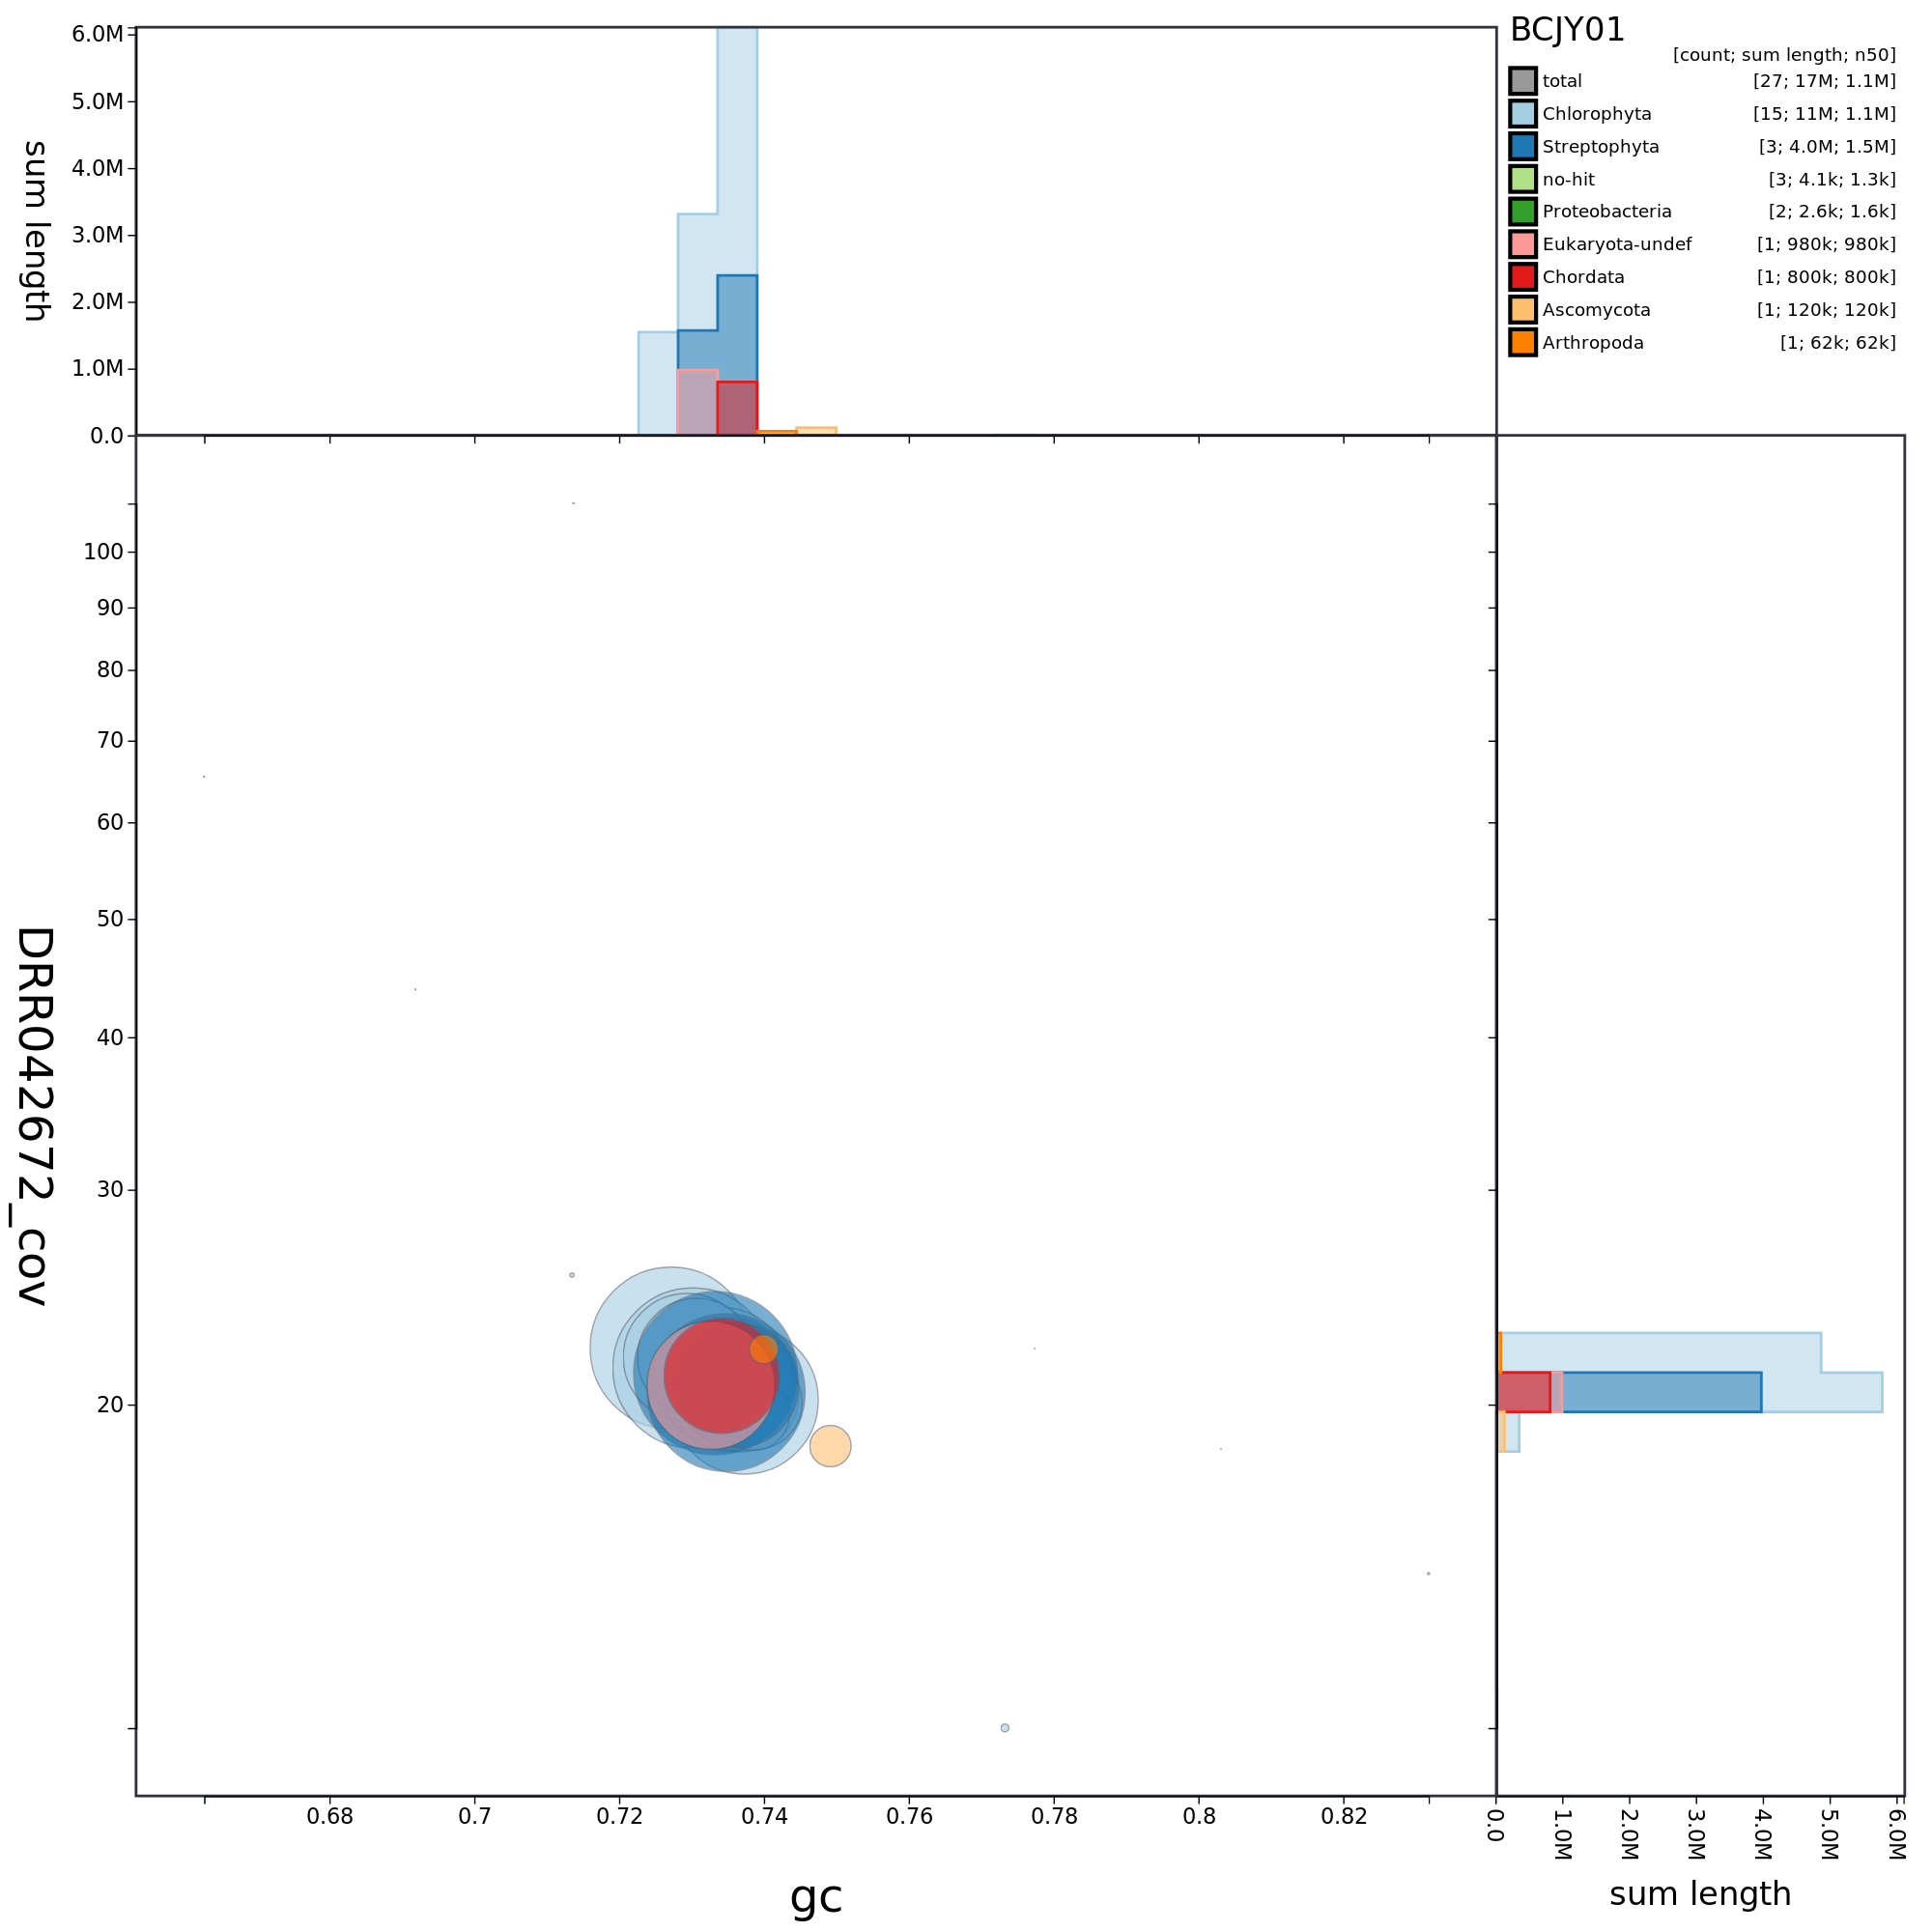 BCJY01
[count; sum length; n50]
total [27; 17M; 1.1M]
Chlorophyta [15; 11M; 1.1M]
Streptophyta [3; 4.0M; 1.5M]
no-hit [3; 4.1k; 1.3k]
Proteobacteria [2; 2.6k; 1.6k]
Eukaryota-undef [1; 980k; 980k]
Chordata [1; 800k; 800k]
Ascomycota [1; 120k; 120k]
Arthropoda [1; 62k; 62k]
sum length
6.0M
5.0M
4.0M
3.0M
2.0M
1.0M
0.0
DRR042672_cov
100
90
80
70
60
50
40
30
20
0.68 0.7 0.72 0.74 0.76 0.78 0.8 0.82
gc
0.0 1.0M 2.0M 3.0M 4.0M 5.0M 6.0M
sum length